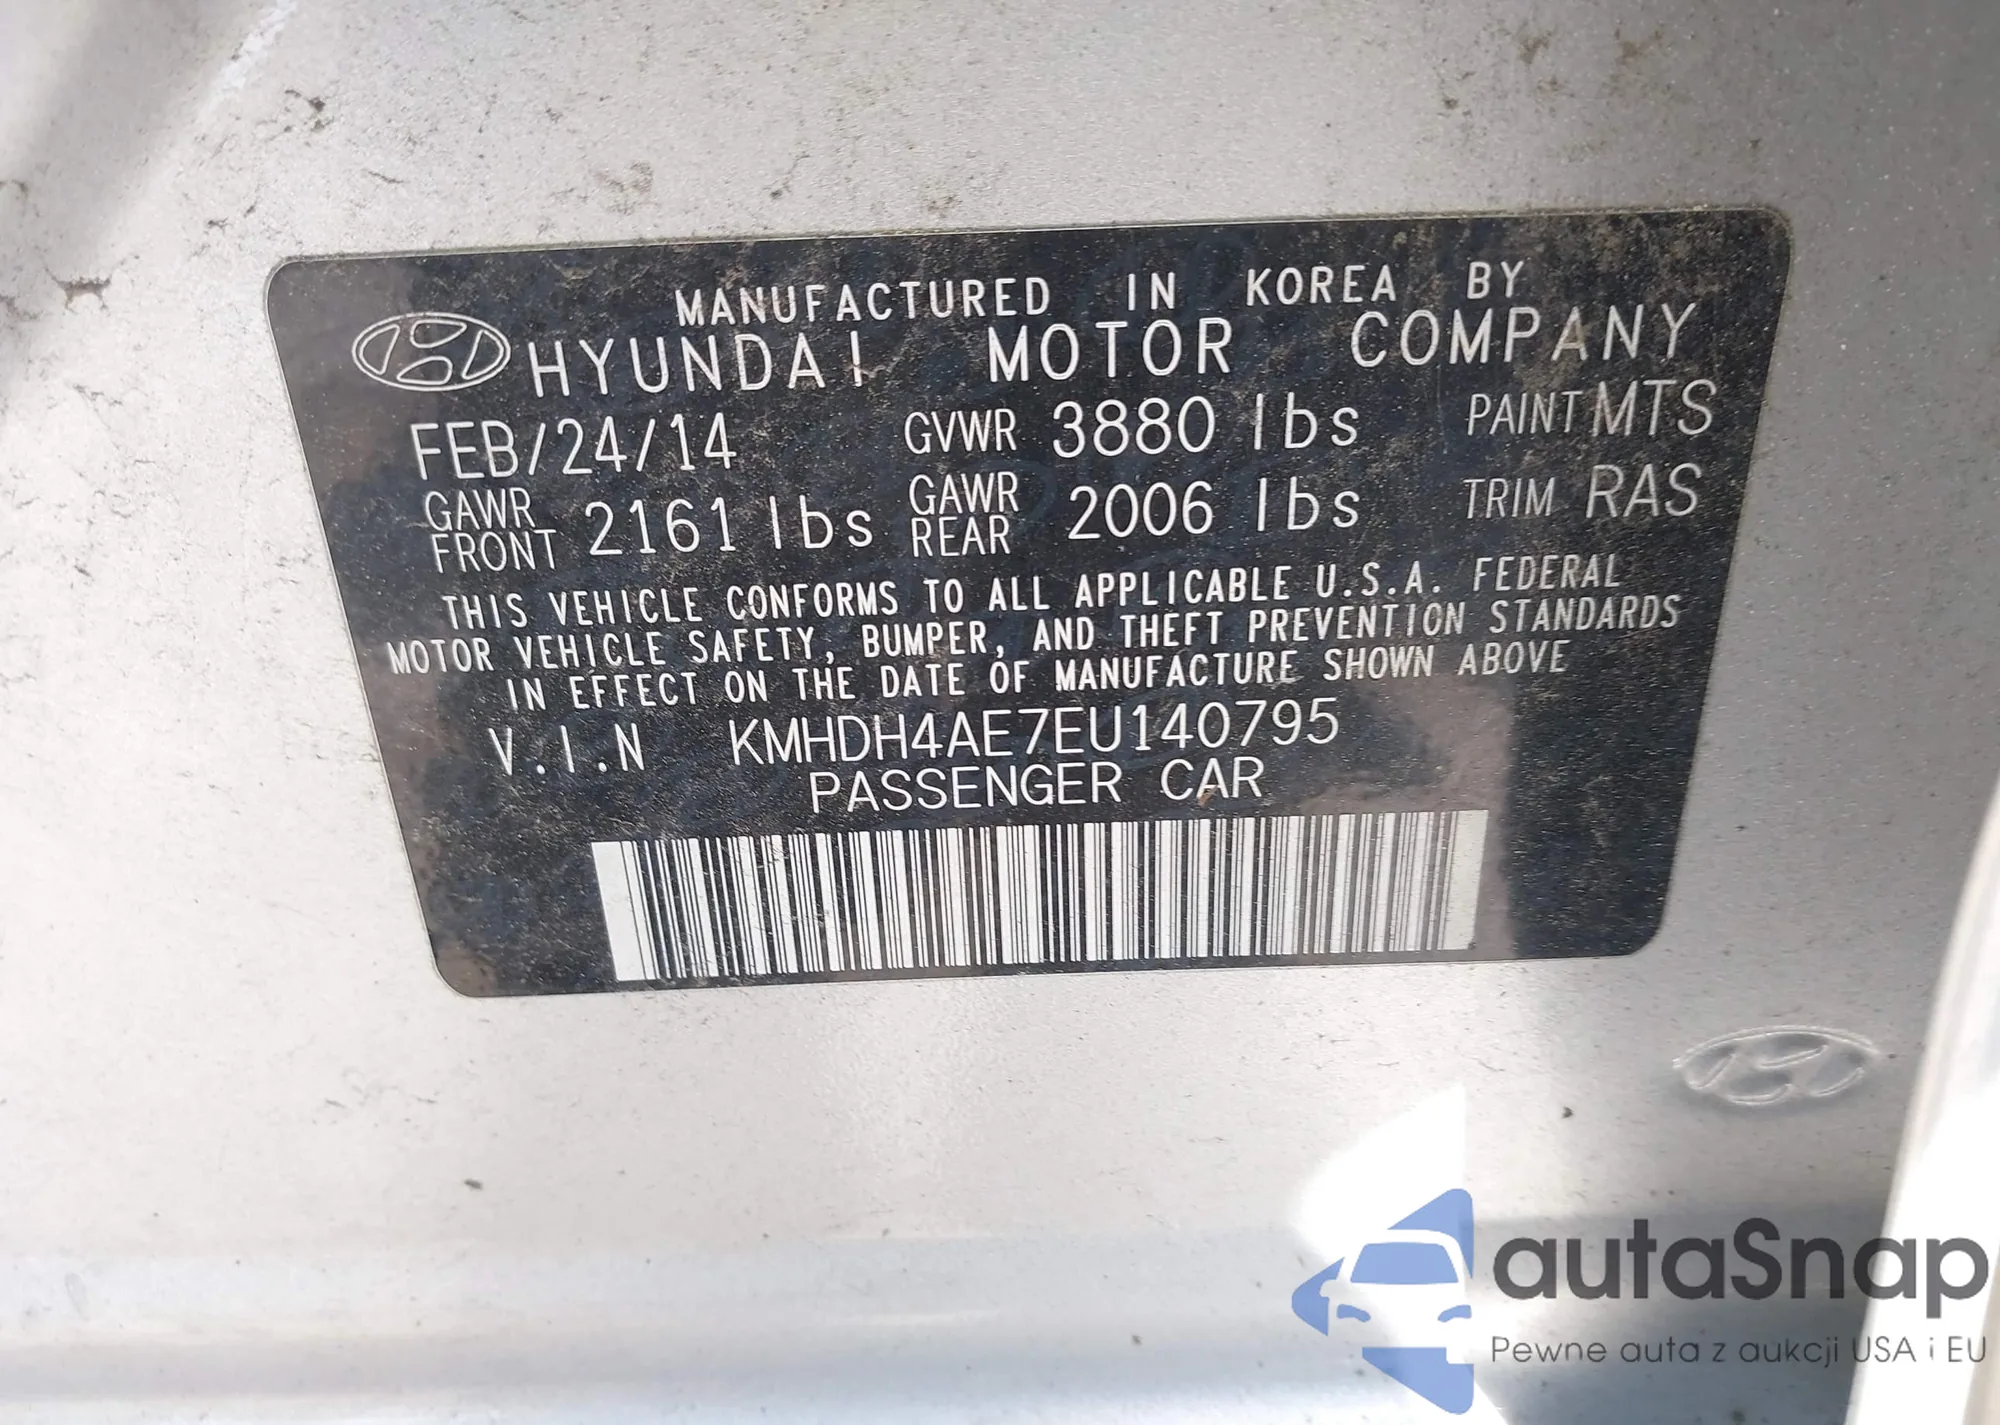 MANUFACTURED IN KOREA BY
HYUNDAI MOTOR COMPANY
FEB/24/14 GVWR 3880 lbs PAINT MTS
GAWR FRONT 2161 lbs GAWR REAR 2006 lbs TRIM RAS
THIS VEHICLE CONFORMS TO ALL APPLICABLE U.S.A. FEDERAL
MOTOR VEHICLE SAFETY, BUMPER, AND THEFT PREVENTION STANDARDS
IN EFFECT ON THE DATE OF MANUFACTURE SHOWN ABOVE
V.I.N KMHDH4AE7EU140795
PASSENGER CAR
autaSnap
Pewne auta z aukcji USA i EU